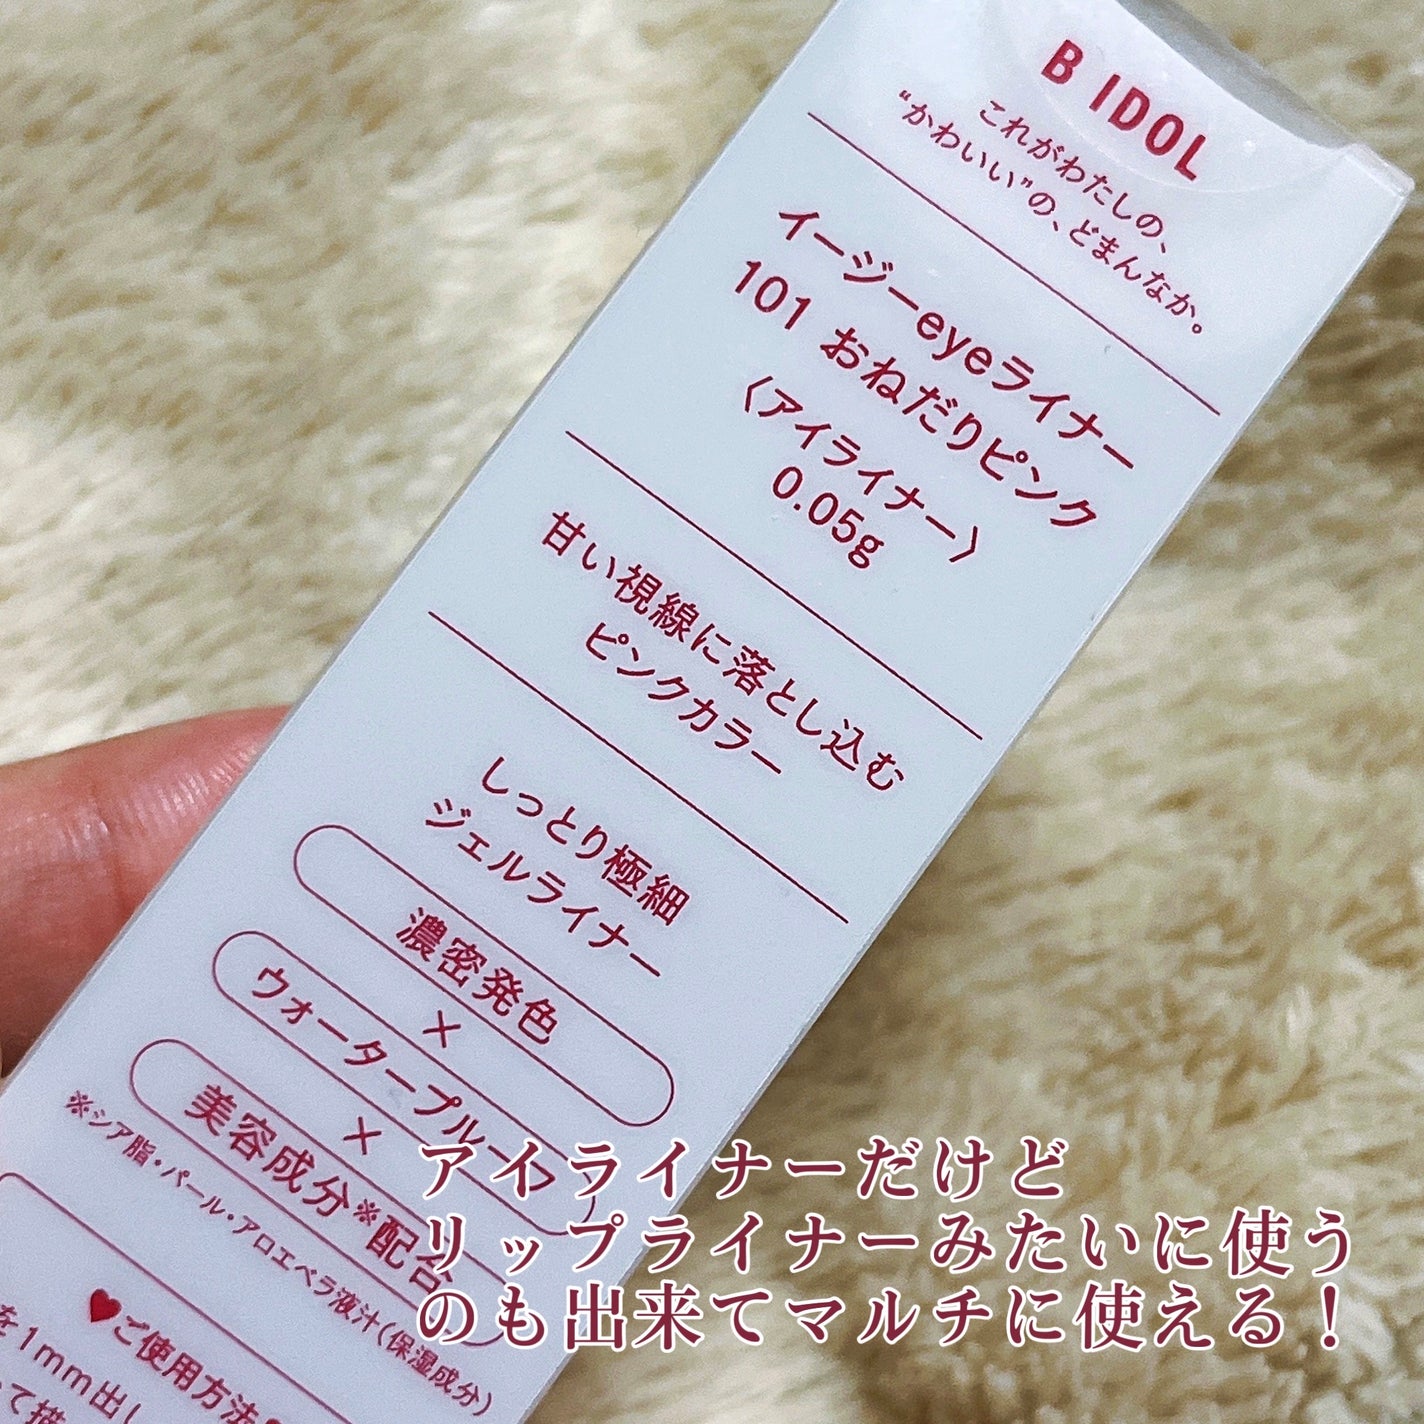 B IDOL
これがわたしの、
“かわいい”の、どまんなか。
イージーeyeライナー
101 おねだりピンク
〈アイライナー〉
0.05g
甘い視線に落とし込む
ピンクカラー
しっとり極細
ジェルライナー
濃密発色
×
ウォータープルーフ
×
美容成分※配合
※シア脂・パール・アロエベラ液汁(保湿成分)
♥ご使用方法
を1mm出し
て描
アイライナーだけど
リップライナーみたいに使う
のも出来てマルチに使える！